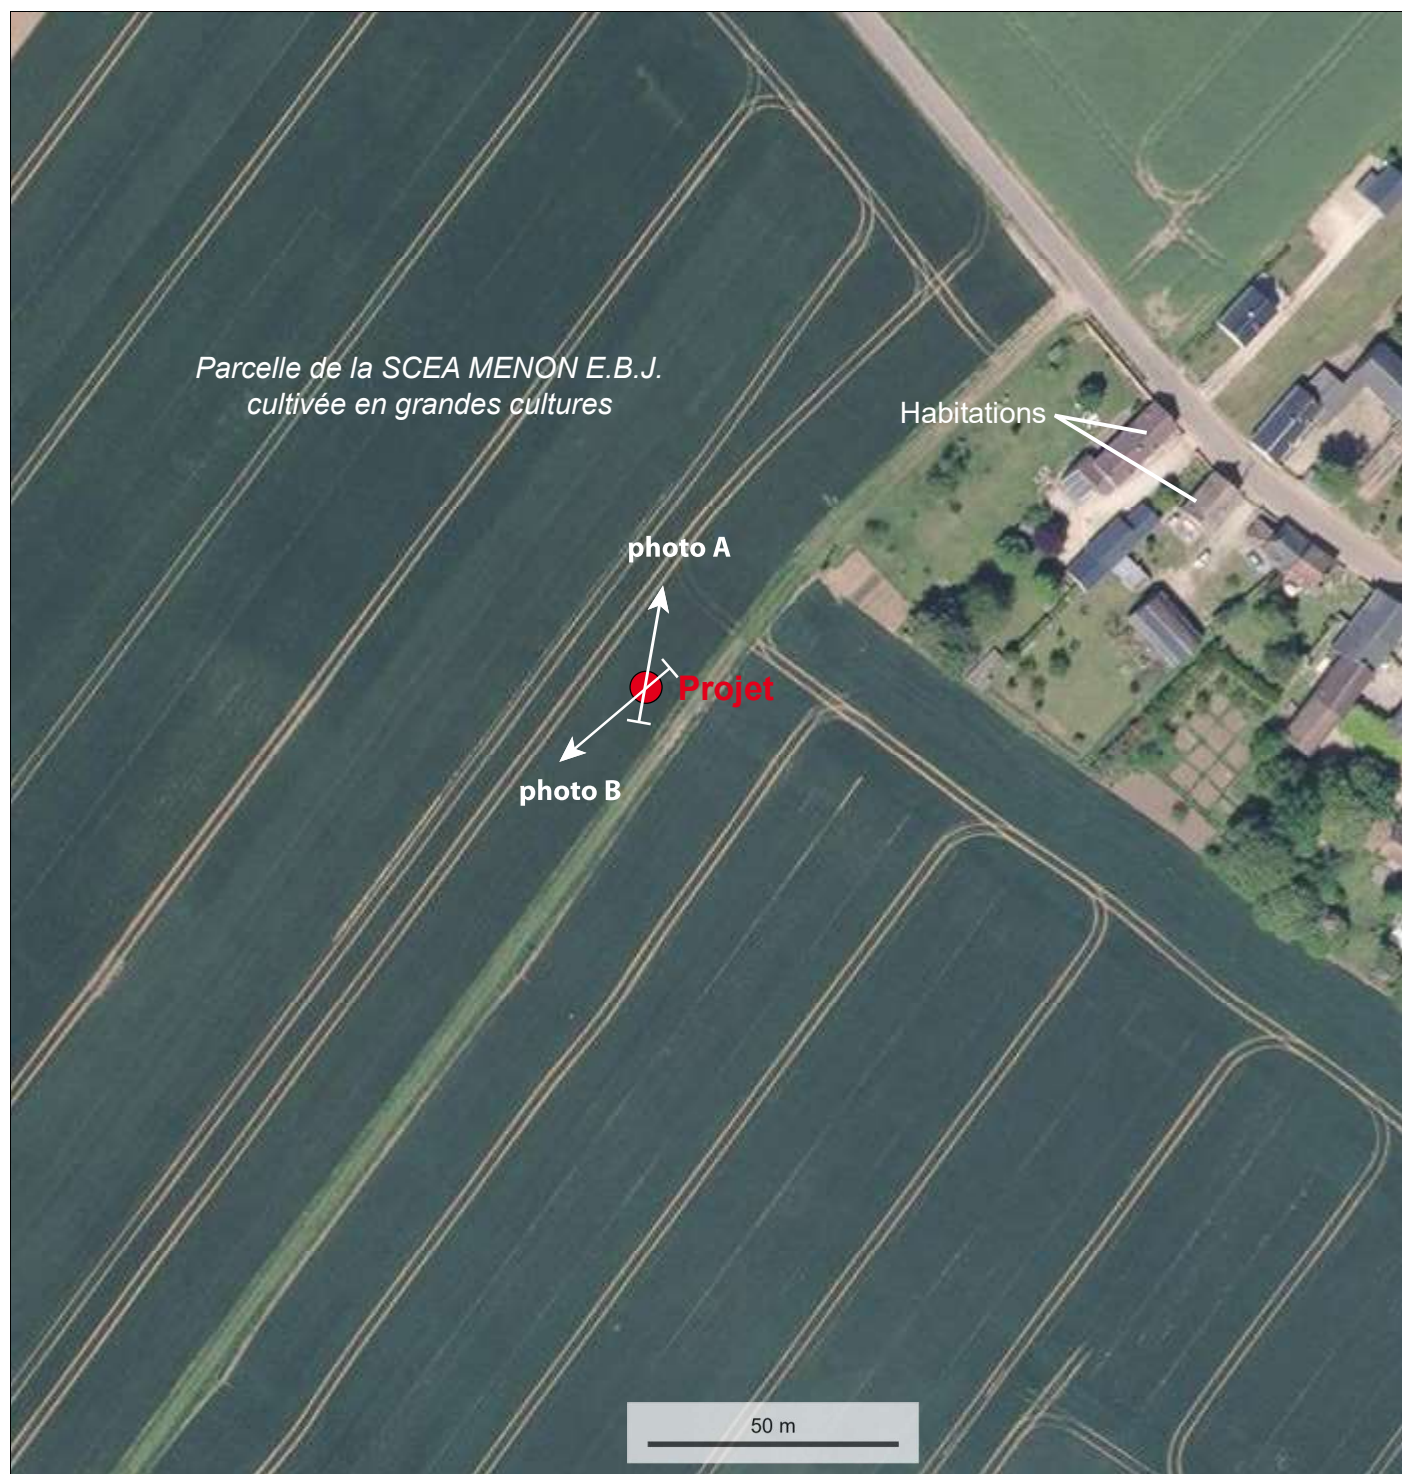 Parcelle de la SCEA MENON E.B.J.
cultivée en grandes cultures
Habitations
photo A
Projet
photo B
50 m